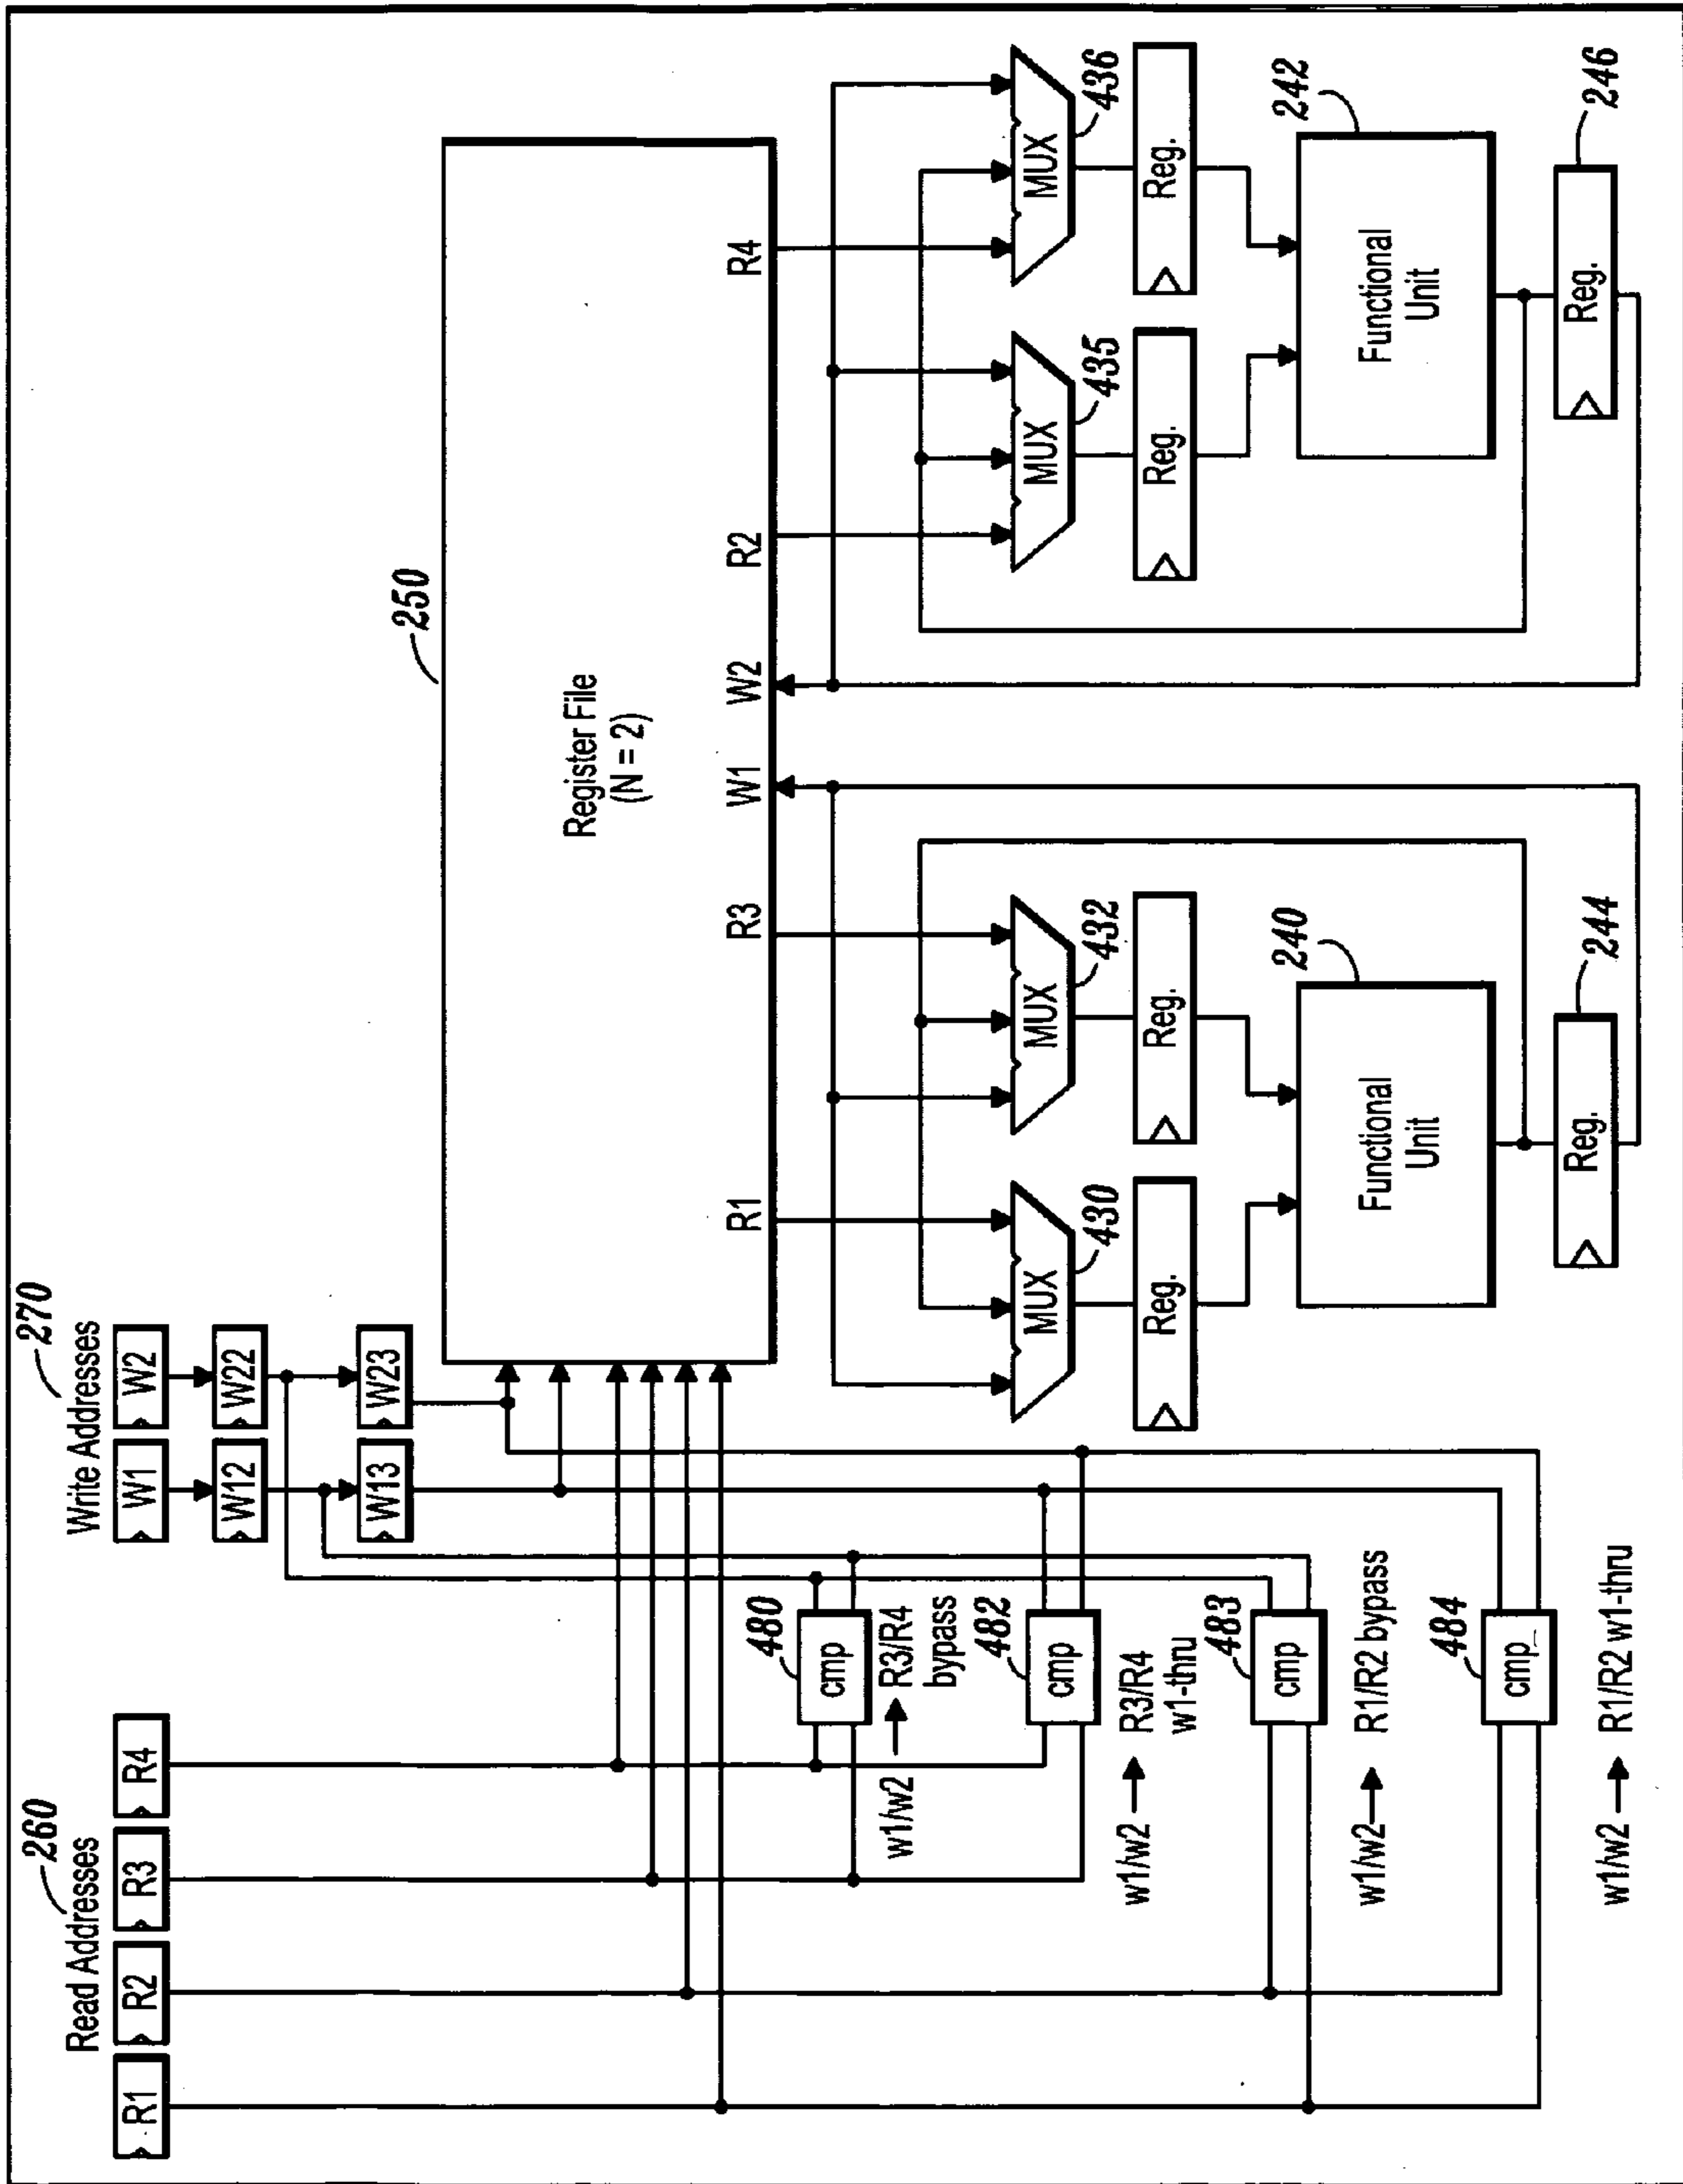 Read Addresses
260
R1
R2
R3
R4
Write Addresses
270
W1
W2
W12
W22
W13
W23
250
Register File
(N = 2)
R1
R3
W1
W2
R2
R4
480
cmp
w1/w2
R3/R4
bypass
482
cmp
w1/w2
R3/R4
w1-thru
483
cmp
w1/w2
R1/R2 bypass
484
cmp
w1/w2
R1/R2 w1-thru
MUX
430
MUX
432
MUX
435
MUX
436
Reg.
Reg.
Reg.
Reg.
Functional
Unit
240
Functional
Unit
242
Reg.
244
Reg.
246